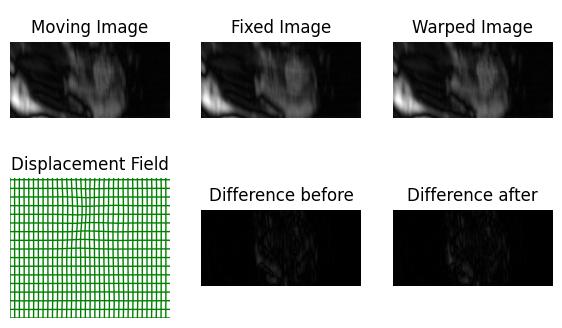 Moving Image
Fixed Image
Warped Image
Displacement Field
Difference before
Difference after